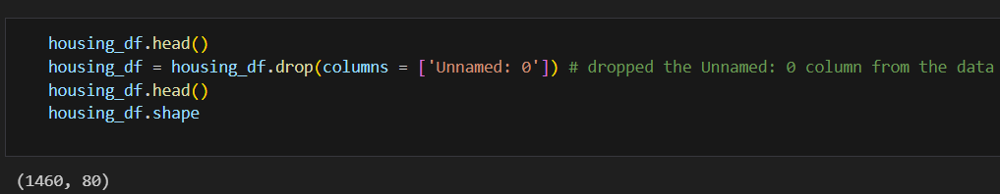 housing_df.head()
housing_df = housing_df.drop(columns = ['Unnamed: 0']) # dropped the Unnamed: 0 column from the data
housing_df.head()
housing_df.shape
(1460, 80)